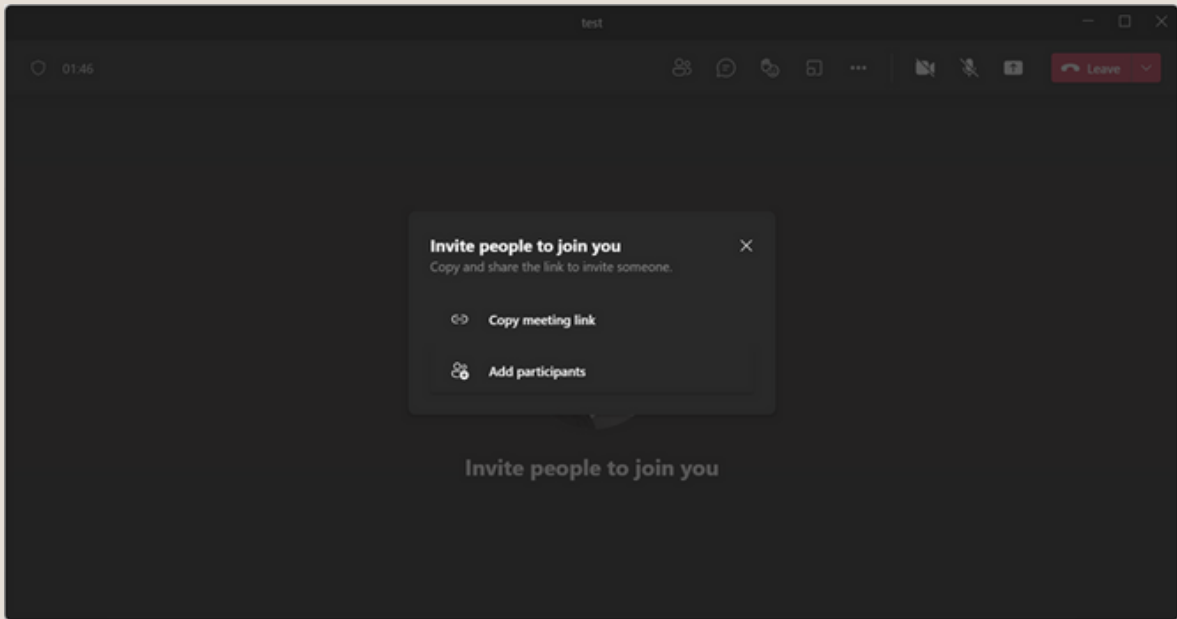 test
01:46
Leave
Invite people to join you
Copy and share the link to invite someone.
Copy meeting link
Add participants
Invite people to join you